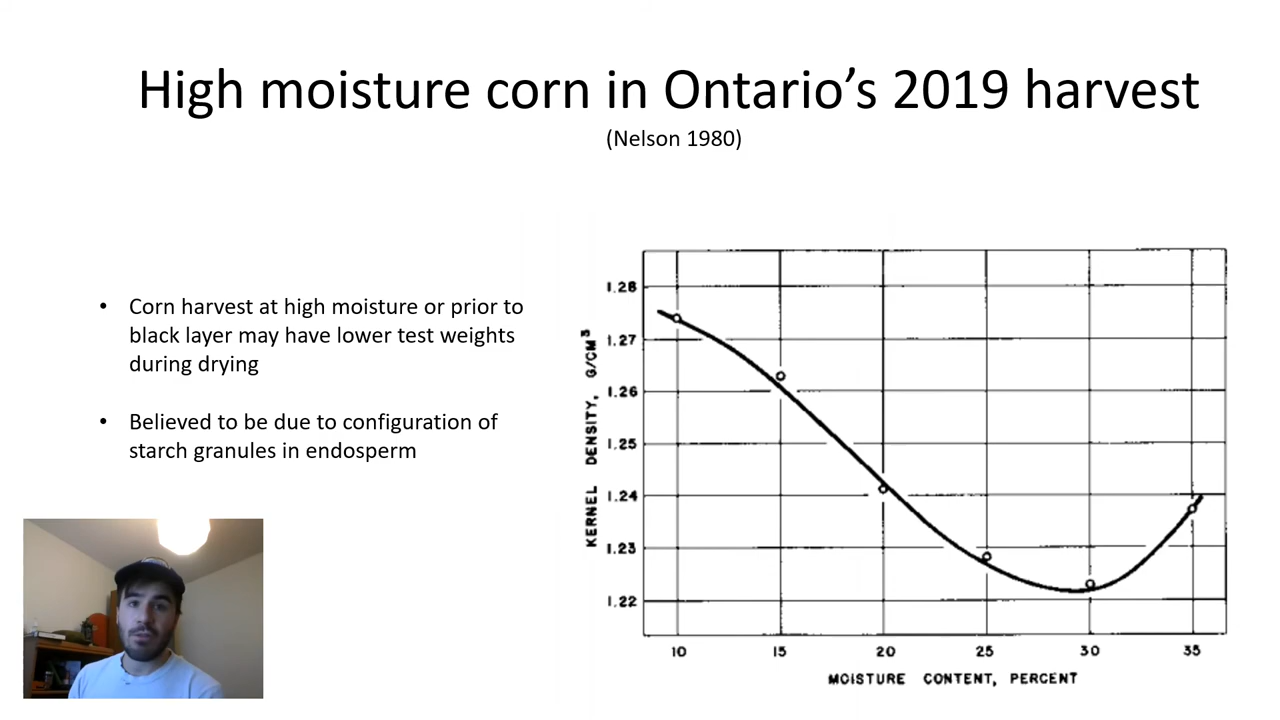 High moisture corn in Ontario’s 2019 harvest
(Nelson 1980)
• Corn harvest at high moisture or prior to
black layer may have lower test weights
during drying
• Believed to be due to configuration of
starch granules in endosperm
KERNEL DENSITY, G/CM³
1.28
1.27
1.26
1.25
1.24
1.23
1.22
10 15 20 25 30 35
MOISTURE CONTENT, PERCENT